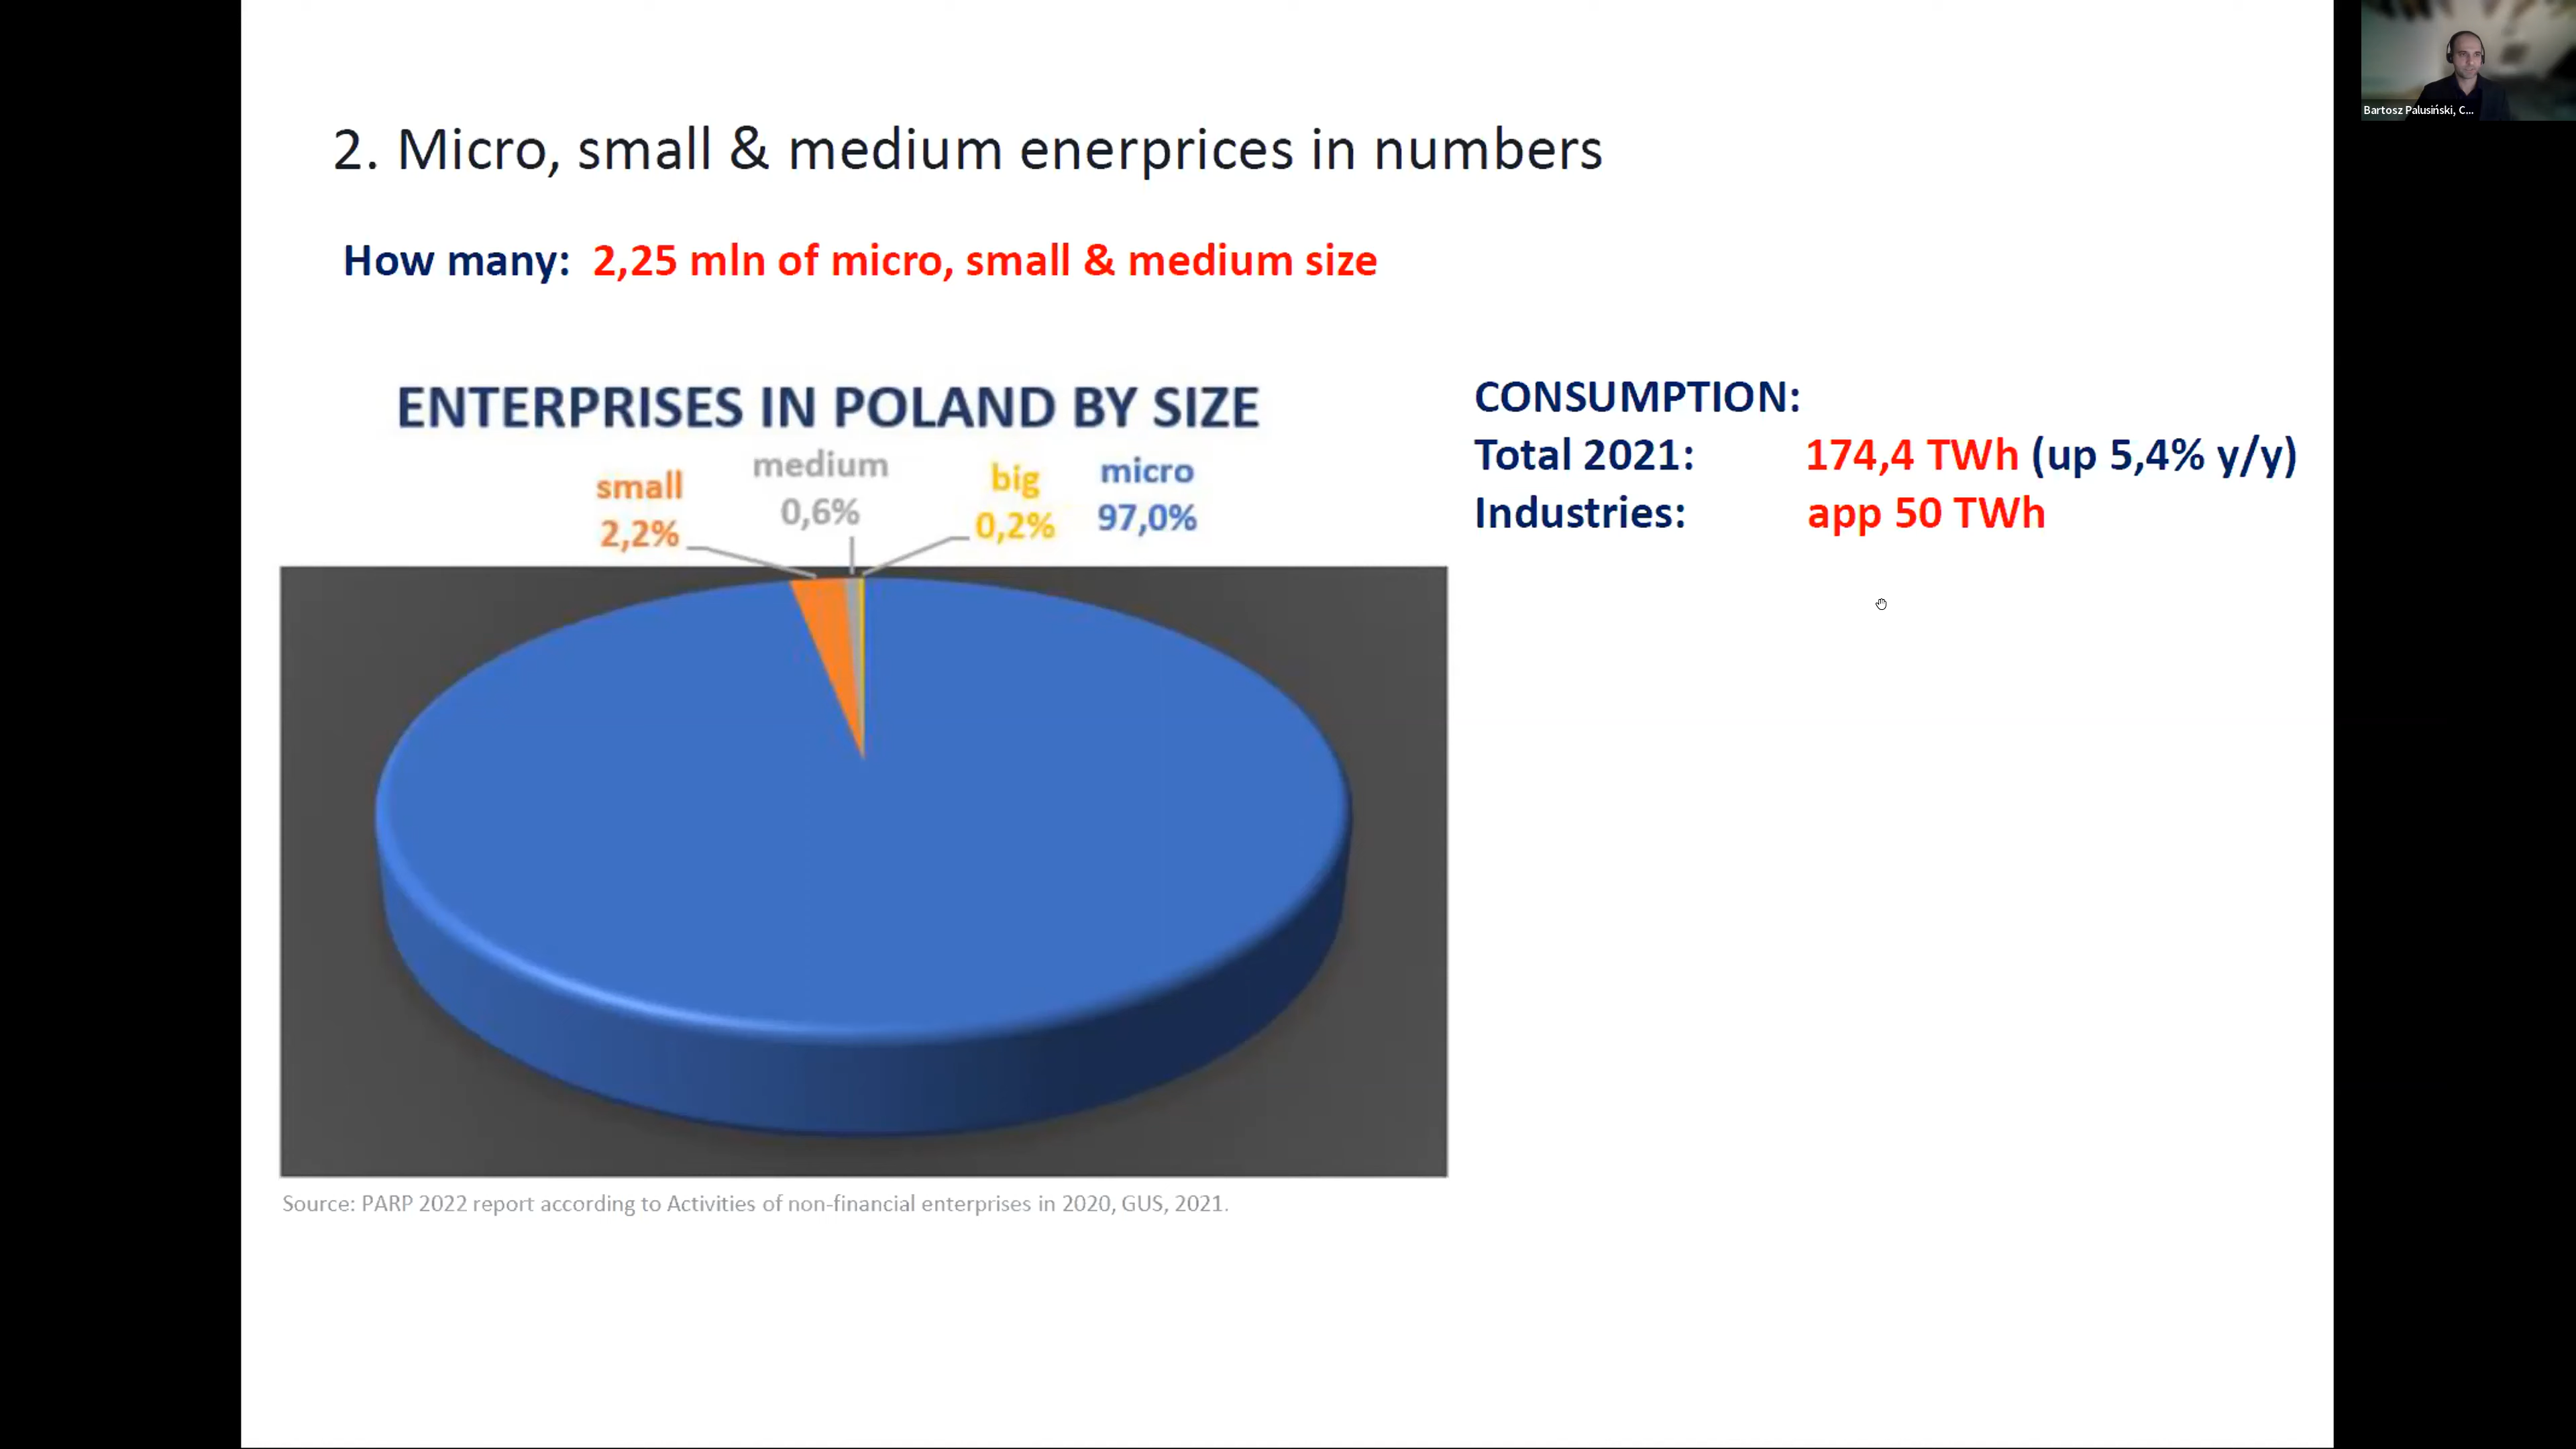 2. Micro, small & medium enerprices in numbers
How many: 2,25 mln of micro, small & medium size
ENTERPRISES IN POLAND BY SIZE
small
2,2%
medium
0,6%
big
0,2%
micro
97,0%
CONSUMPTION:
Total 2021: 174,4 TWh (up 5,4% y/y)
Industries: app 50 TWh
Source: PARP 2022 report according to Activities of non-financial enterprises in 2020, GUS, 2021.
Bartosz Palusiński, C...